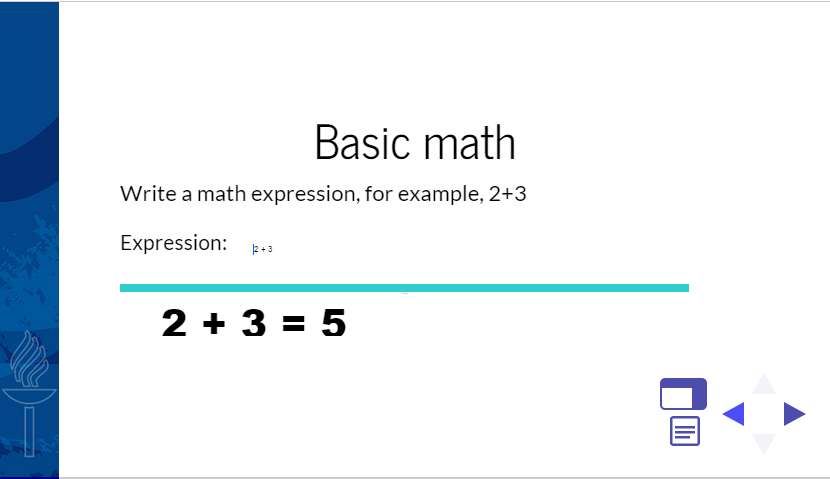 Basic math
Write a math expression, for example, 2+3
Expression: 2 + 3
2 + 3 = 5